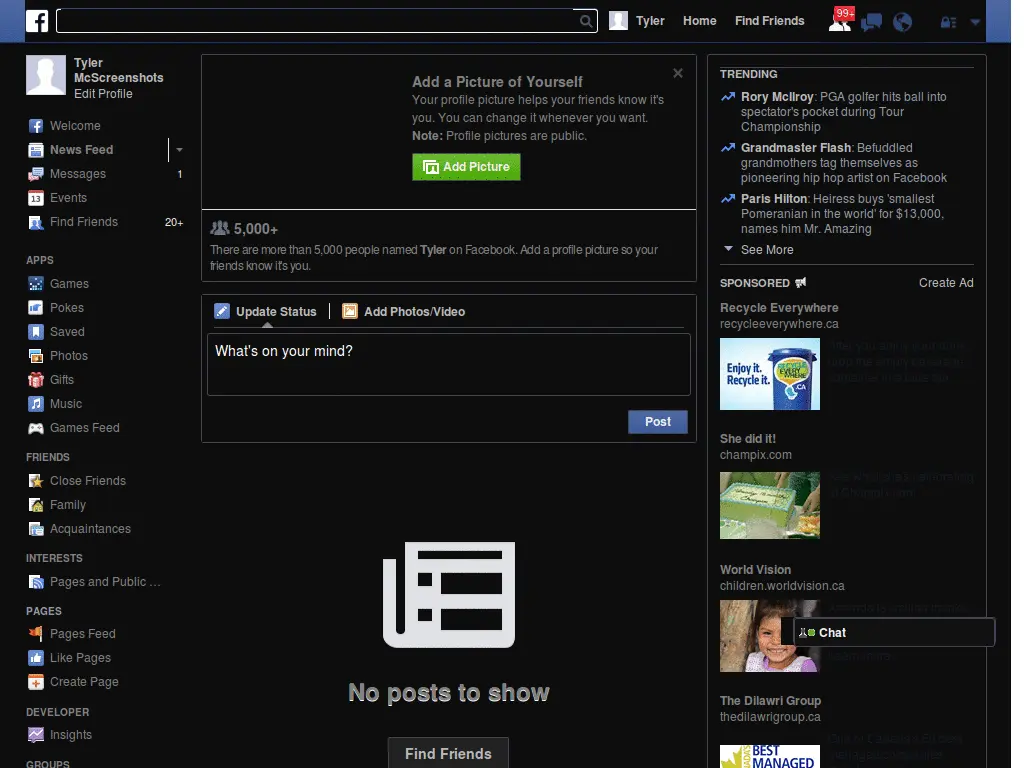 f
Tyler
Home
Find Friends
99+
Tyler
McScreenshots
Edit Profile
Welcome
News Feed
Messages 1
13 Events
Find Friends 20+
APPS
Games
Pokes
Saved
Photos
Gifts
Music
Games Feed
FRIENDS
Close Friends
Family
Acquaintances
INTERESTS
Pages and Public ...
PAGES
Pages Feed
Like Pages
Create Page
DEVELOPER
Insights
GROUPS
Add a Picture of Yourself
Your profile picture helps your friends know it's
you. You can change it whenever you want.
Note: Profile pictures are public.
Add Picture
5,000+
There are more than 5,000 people named Tyler on Facebook. Add a profile picture so your
friends know it's you.
Update Status
Add Photos/Video
What's on your mind?
Post
No posts to show
Find Friends
TRENDING
Rory McIlroy: PGA golfer hits ball into
spectator's pocket during Tour
Championship
Grandmaster Flash: Befuddled
grandmothers tag themselves as
pioneering hip hop artist on Facebook
Paris Hilton: Heiress buys 'smallest
Pomeranian in the world' for $13,000,
names him Mr. Amazing
See More
SPONSORED
Create Ad
Recycle Everywhere
recycleeverywhere.ca
Enjoy it.
Recycle it.
RECYCLE
EVERYWHERE
.CA
She did it!
champix.com
World Vision
children.worldvision.ca
Chat
The Dilawri Group
thedilawrigroup.ca
BEST
MANAGED